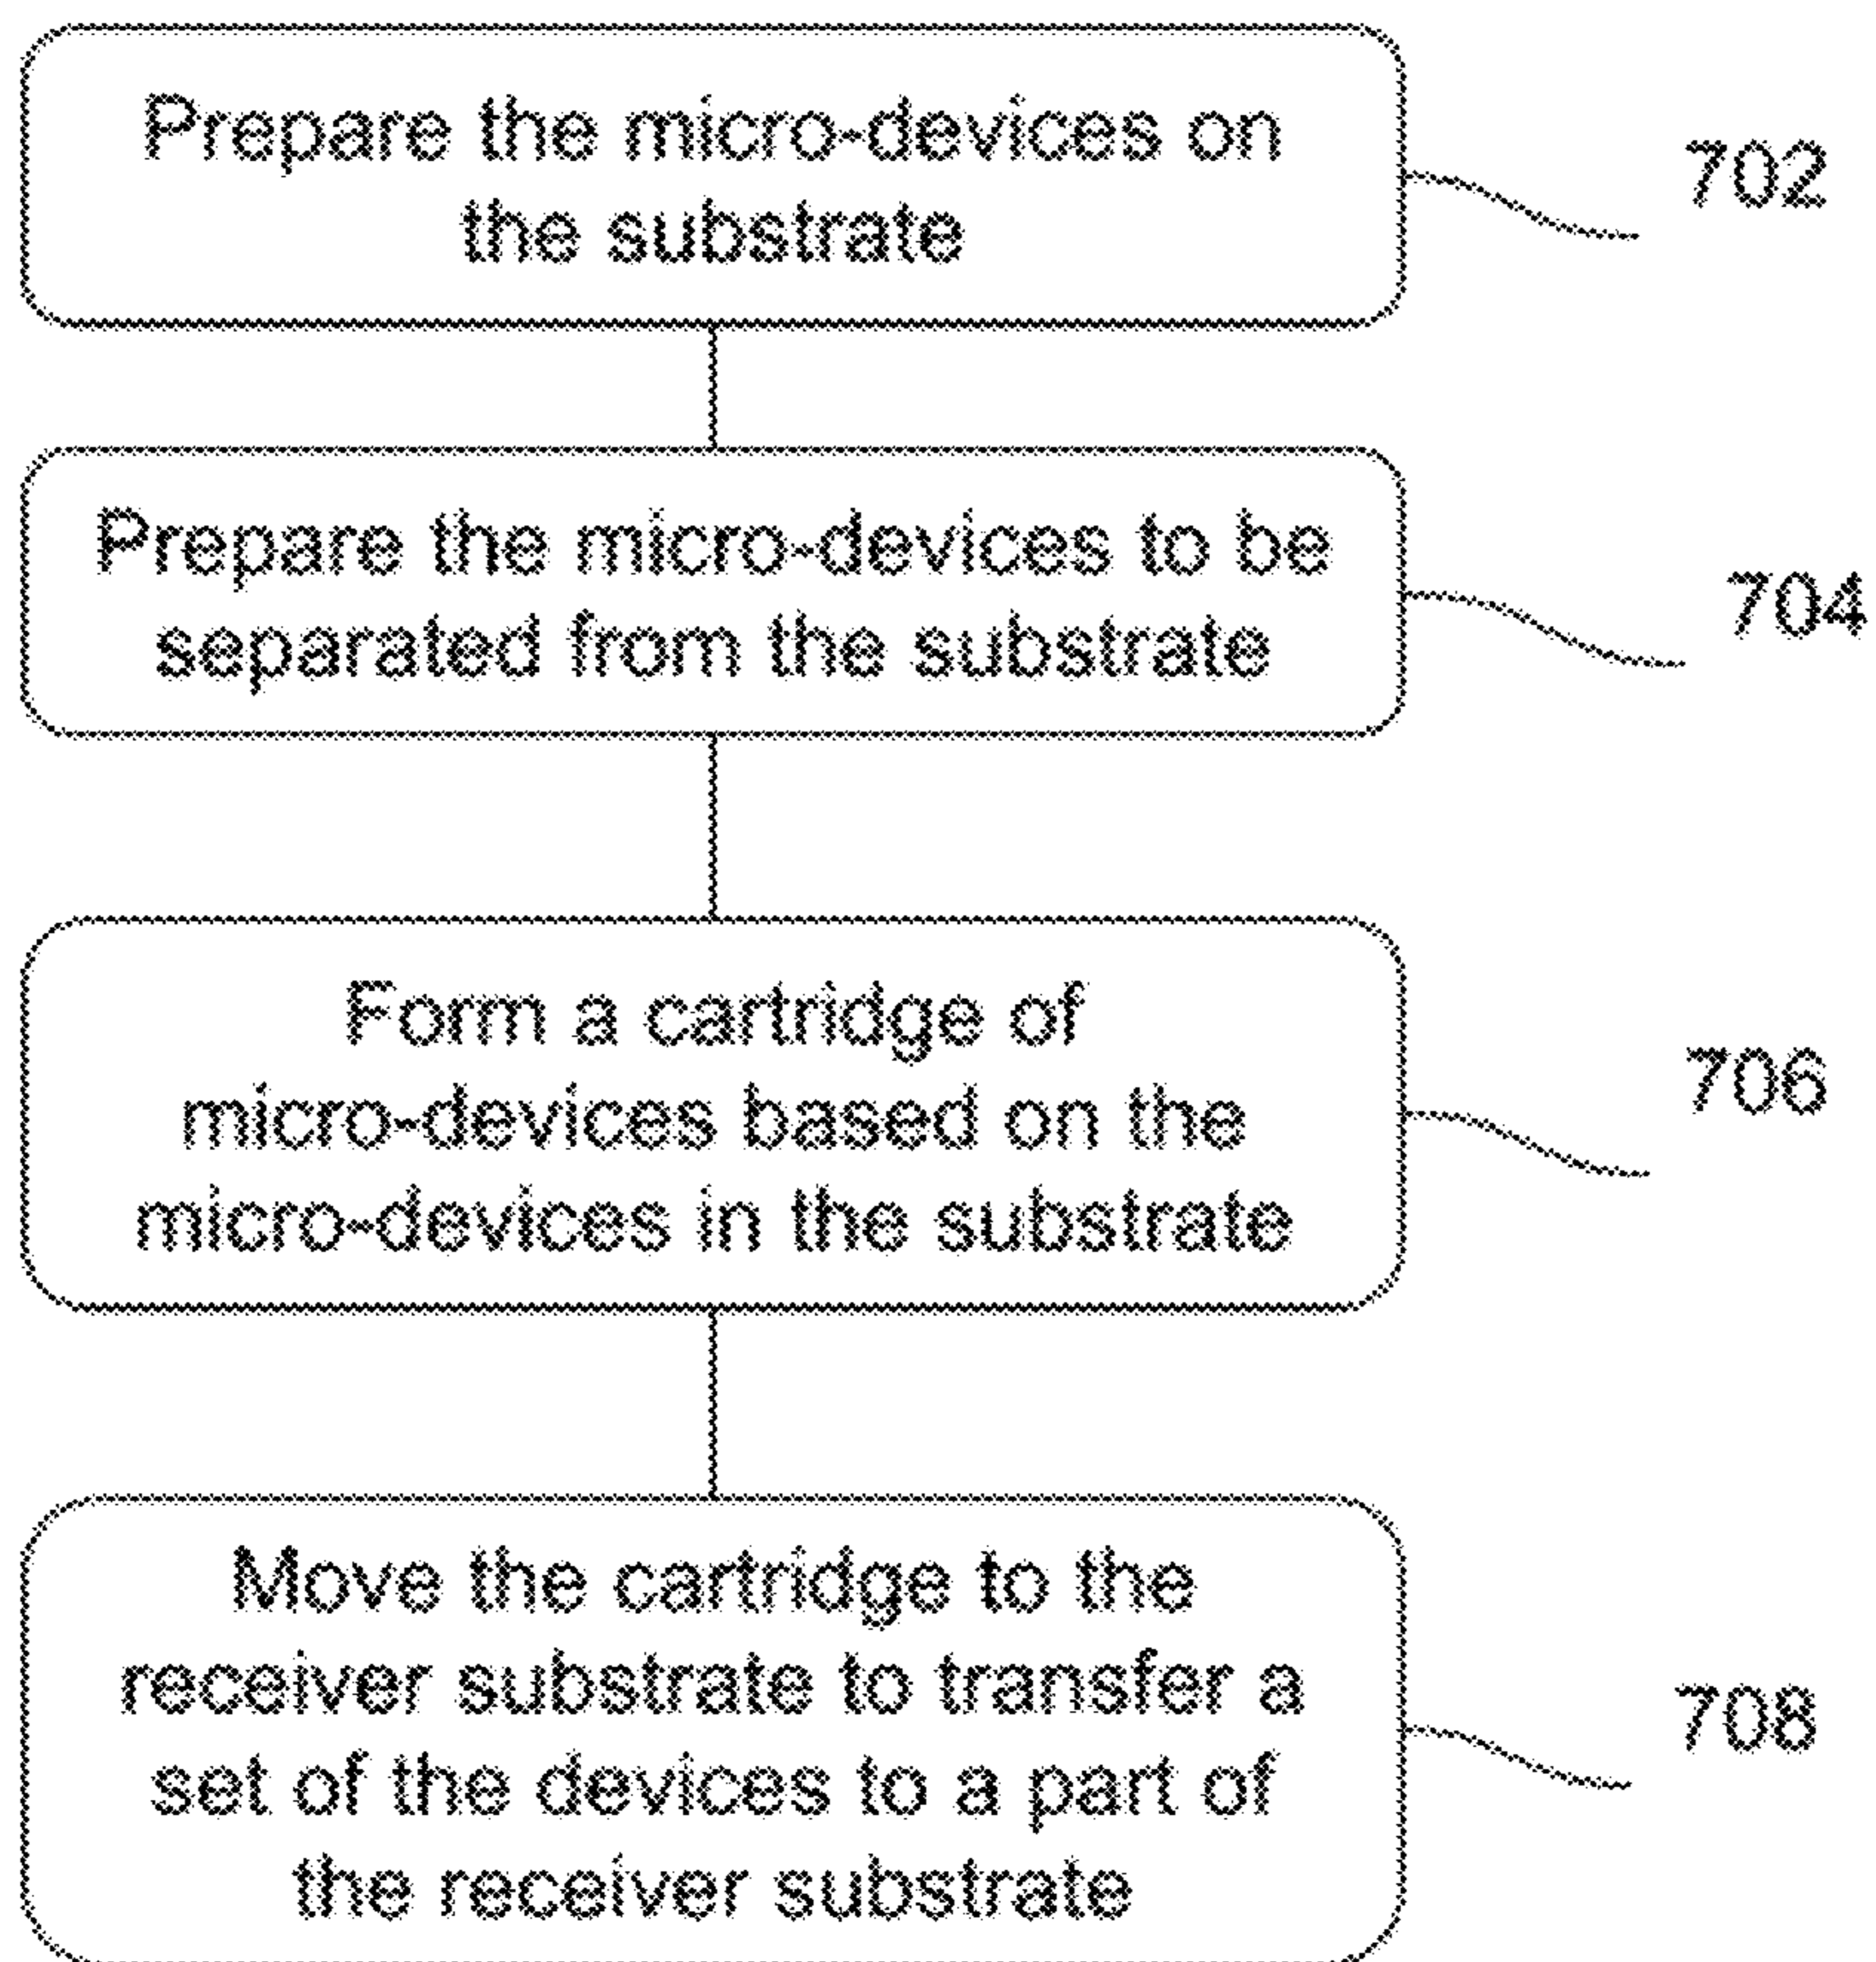 Prepare the micro-devices on
the substrate
702
Prepare the micro-devices to be
separated from the substrate
704
Form a cartridge of
micro-devices based on the
micro-devices in the substrate
706
Move the cartridge to the
receiver substrate to transfer a
set of the devices to a part of
the receiver substrate
708